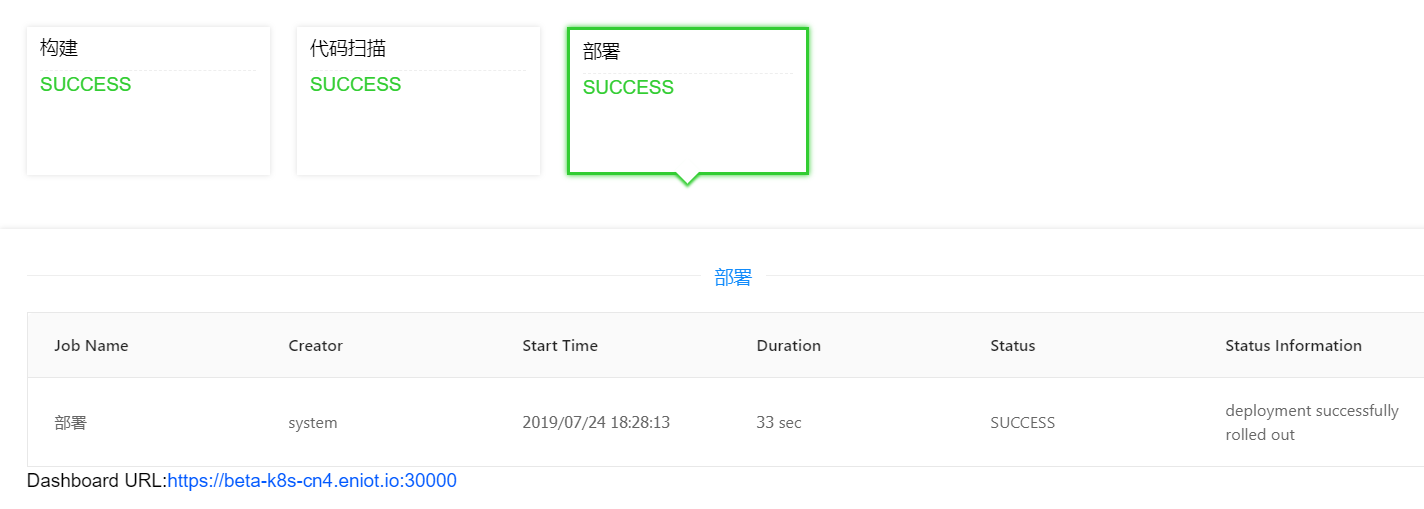 构建 代码扫描 部署
SUCCESS SUCCESS SUCCESS
部署
Job Name Creator Start Time Duration Status Status Information
部署 system 2019/07/24 18:28:13 33 sec SUCCESS deployment successfully
rolled out
Dashboard URL:https://beta-k8s-cn4.eniot.io:30000